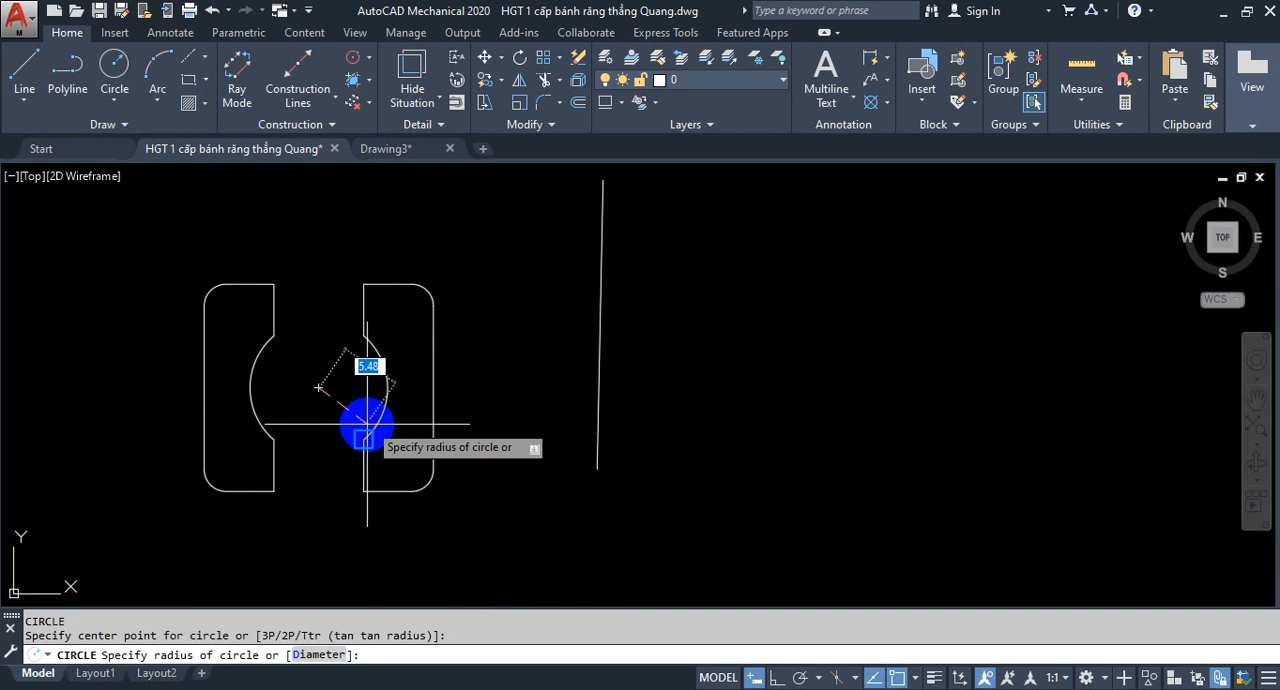 AutoCAD Mechanical 2020 HGT 1 cấp bánh răng thẳng Quang.dwg
Type a keyword or phrase
Sign In
M
Home Insert Annotate Parametric Content View Manage Output Add-ins Collaborate Express Tools Featured Apps
0
Line Polyline Circle Arc Ray Mode Construction Lines Hide Situation Multiline Text Insert Group Measure Paste View
Draw Construction Detail Modify Layers Annotation Block Groups Utilities Clipboard
Start HGT 1 cấp bánh răng thẳng Quang* Drawing3*
[−][Top][2D Wireframe]
N
W TOP E
S
WCS
5.48
Specify radius of circle or
Y
X
CIRCLE
Specify center point for circle or [3P/2P/Ttr (tan tan radius)]:
CIRCLE Specify radius of circle or [Diameter]:
Model Layout1 Layout2 MODEL 1:1